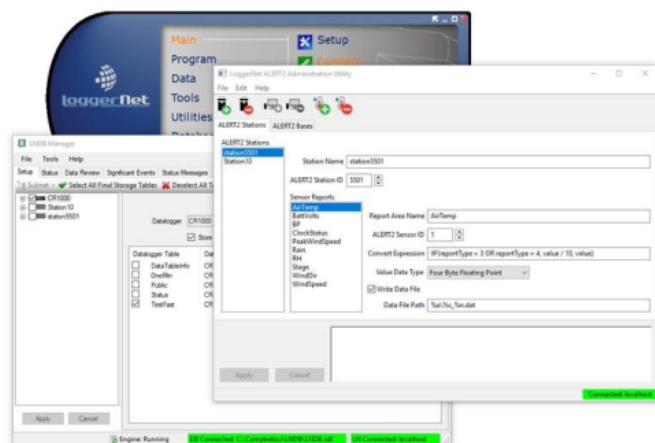 Main
Setup
Program
Connect
Data
Tools
Utilities
LoggerNet
LoggerNet ALERT2 Administration Utility
File Edit Help
ALERT2 Stations ALERT2 Bases
ALERT2 Stations
station5501
Station10
Station Name station5501
ALERT2 Station ID 5501
Sensor Reports
AirTemp
BattVolts
BP
ClockStatus
PeakWindSpeed
Rain
RH
Stage
WindDir
WindSpeed
Report Area Name AirTemp
ALERT2 Sensor ID 1
Convert Expression IIF(reportType = 3 OR reportType = 4, value / 10, value)
Value Data Type Four Byte Floating Point
Write Data File
Data File Path
Apply Cancel
Connected: localhost
LNDB Manager
File Tools Help
Setup Status Data Review Significant Events Status Messages
Subnet Select All Final Storage Tables Deselect All
CR1000
Station10
station5501
Datalogger CR1000
Store
Datalogger Table
DataTableInfo
OneMin
Public
Status
TestFast
Apply Cancel
Engine: Running
LN Connected: localhost